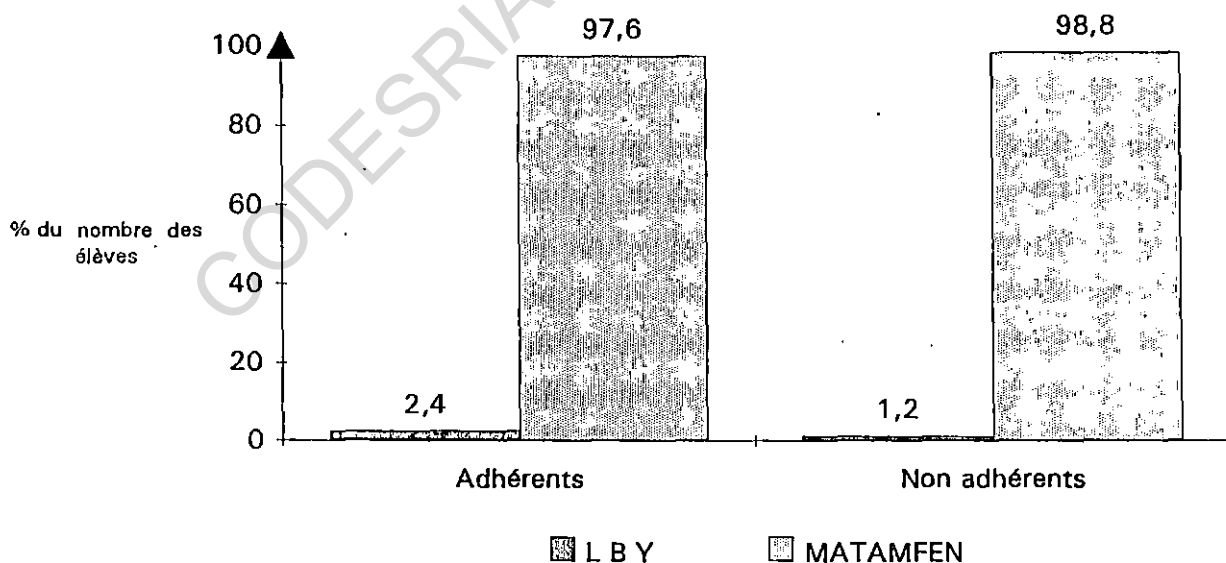 CODESRIA
97,6
98,8
100
80
60
% du nombre des
élèves
40
20
2,4
1,2
0
Adhérents
Non adhérents
L B Y
MATAMFEN